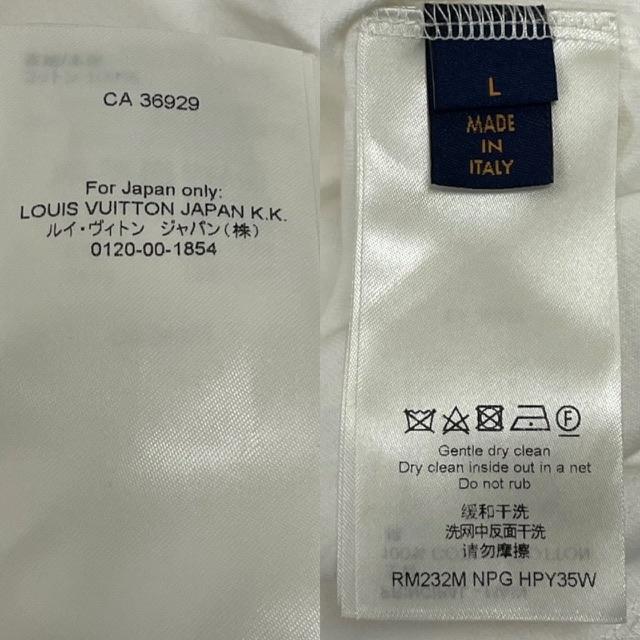 CA 36929
For Japan only:
LOUIS VUITTON JAPAN K.K.
ルイ・ヴィトン ジャパン(株)
0120-00-1854
L
MADE
IN
ITALY
Gentle dry clean
Dry clean inside out in a net
Do not rub
缓和干洗
洗网中反面干洗
请勿摩擦
RM232M NPG HPY35W